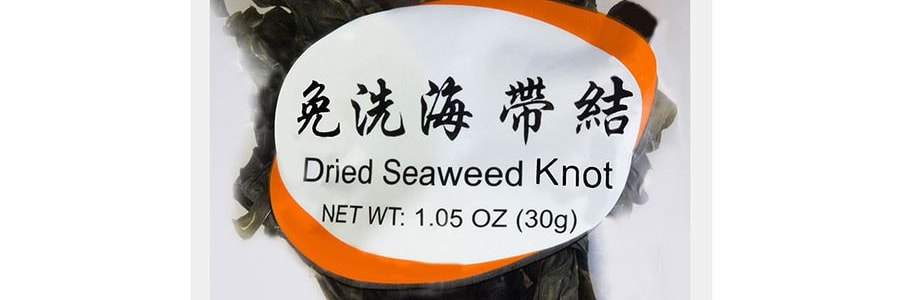 免洗海帶結
Dried Seaweed Knot
NET WT: 1.05 OZ (30g)